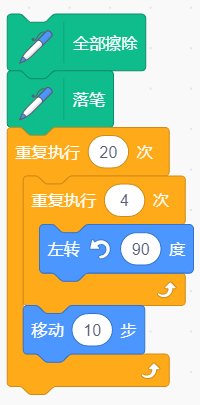 全部擦除
落笔
重复执行 20 次
重复执行 4 次
左转 90 度
移动 10 步